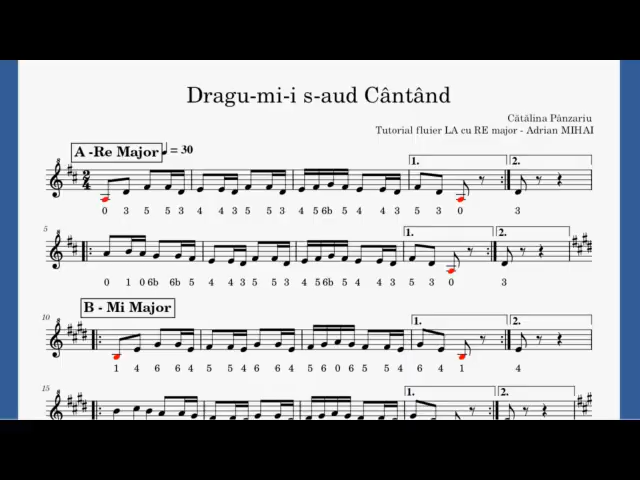 Dragu-mi-i s-aud Cântând
Cătălina Pânzariu
Tutorial fluier LA cu RE major - Adrian MIHAI
A -Re Major ♩ = 30
1. 2.
2 4
0 3 5 5 3 4 4 3 5 5 3 4 5 6b 5 4 4 3 5 3 0 3
5
1. 2.
0 1 0 6b 6b 5 4 5 4 5 5 3 4 5 6b 5 4 4 3 5 3 0 3
B - Mi Major
10
1. 2.
1 4 6 6 4 5 5 4 6 6 4 5 6 0 6 5 5 4 6 4 1 4
15
1. 2.